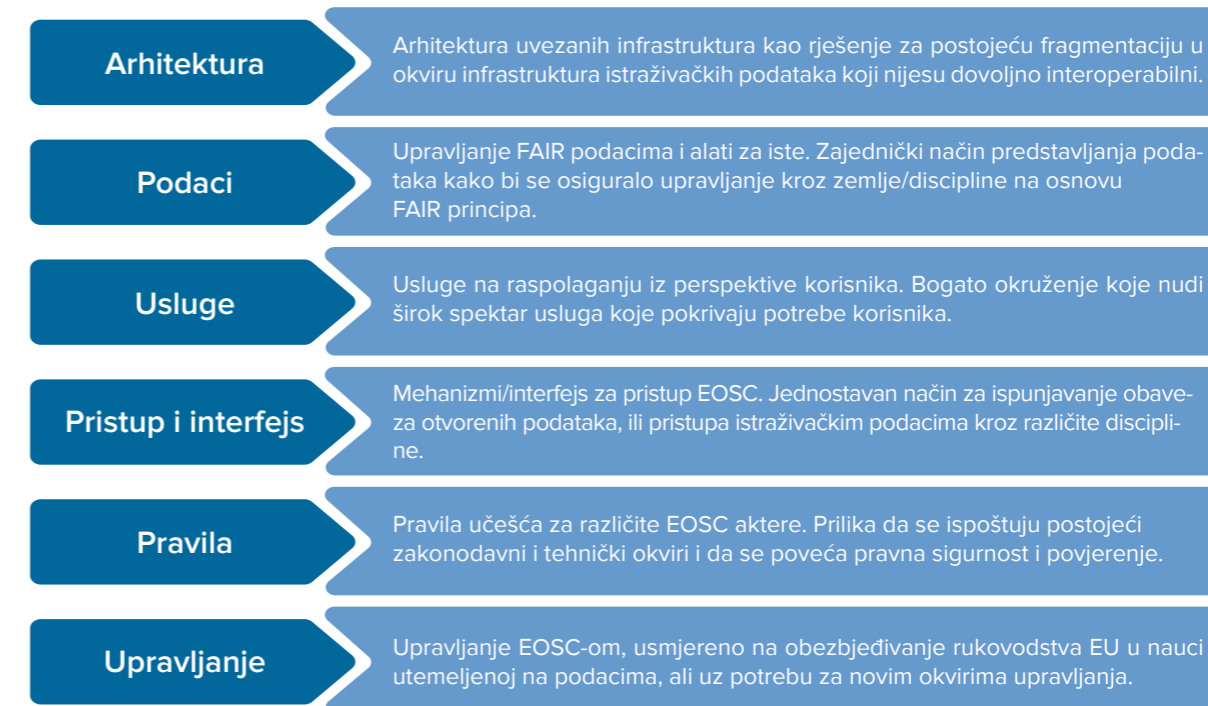 Arhitektura
Arhitektura uvezanih infrastruktura kao rješenje za postojeću fragmentaciju u
okviru infrastruktura istraživačkih podataka koji nijesu dovoljno interoperabilni.
Podaci
Upravljanje FAIR podacima i alati za iste. Zajednički način predstavljanja poda-
taka kako bi se osiguralo upravljanje kroz zemlje/discipline na osnovu
FAIR principa.
Usluge
Usluge na raspolaganju iz perspektive korisnika. Bogato okruženje koje nudi
širok spektar usluga koje pokrivaju potrebe korisnika.
Pristup i interfejs
Mehanizmi/interfejs za pristup EOSC. Jednostavan način za ispunjavanje obave-
za otvorenih podataka, ili pristupa istraživačkim podacima kroz različite discipli-
ne.
Pravila
Pravila učešća za različite EOSC aktere. Prilika da se ispoštuju postojeći
zakonodavni i tehnički okviri i da se poveća pravna sigurnost i povjerenje.
Upravljanje
Upravljanje EOSC-om, usmjereno na obezbjeđivanje rukovodstva EU u nauci
utemeljenoj na podacima, ali uz potrebu za novim okvirima upravljanja.